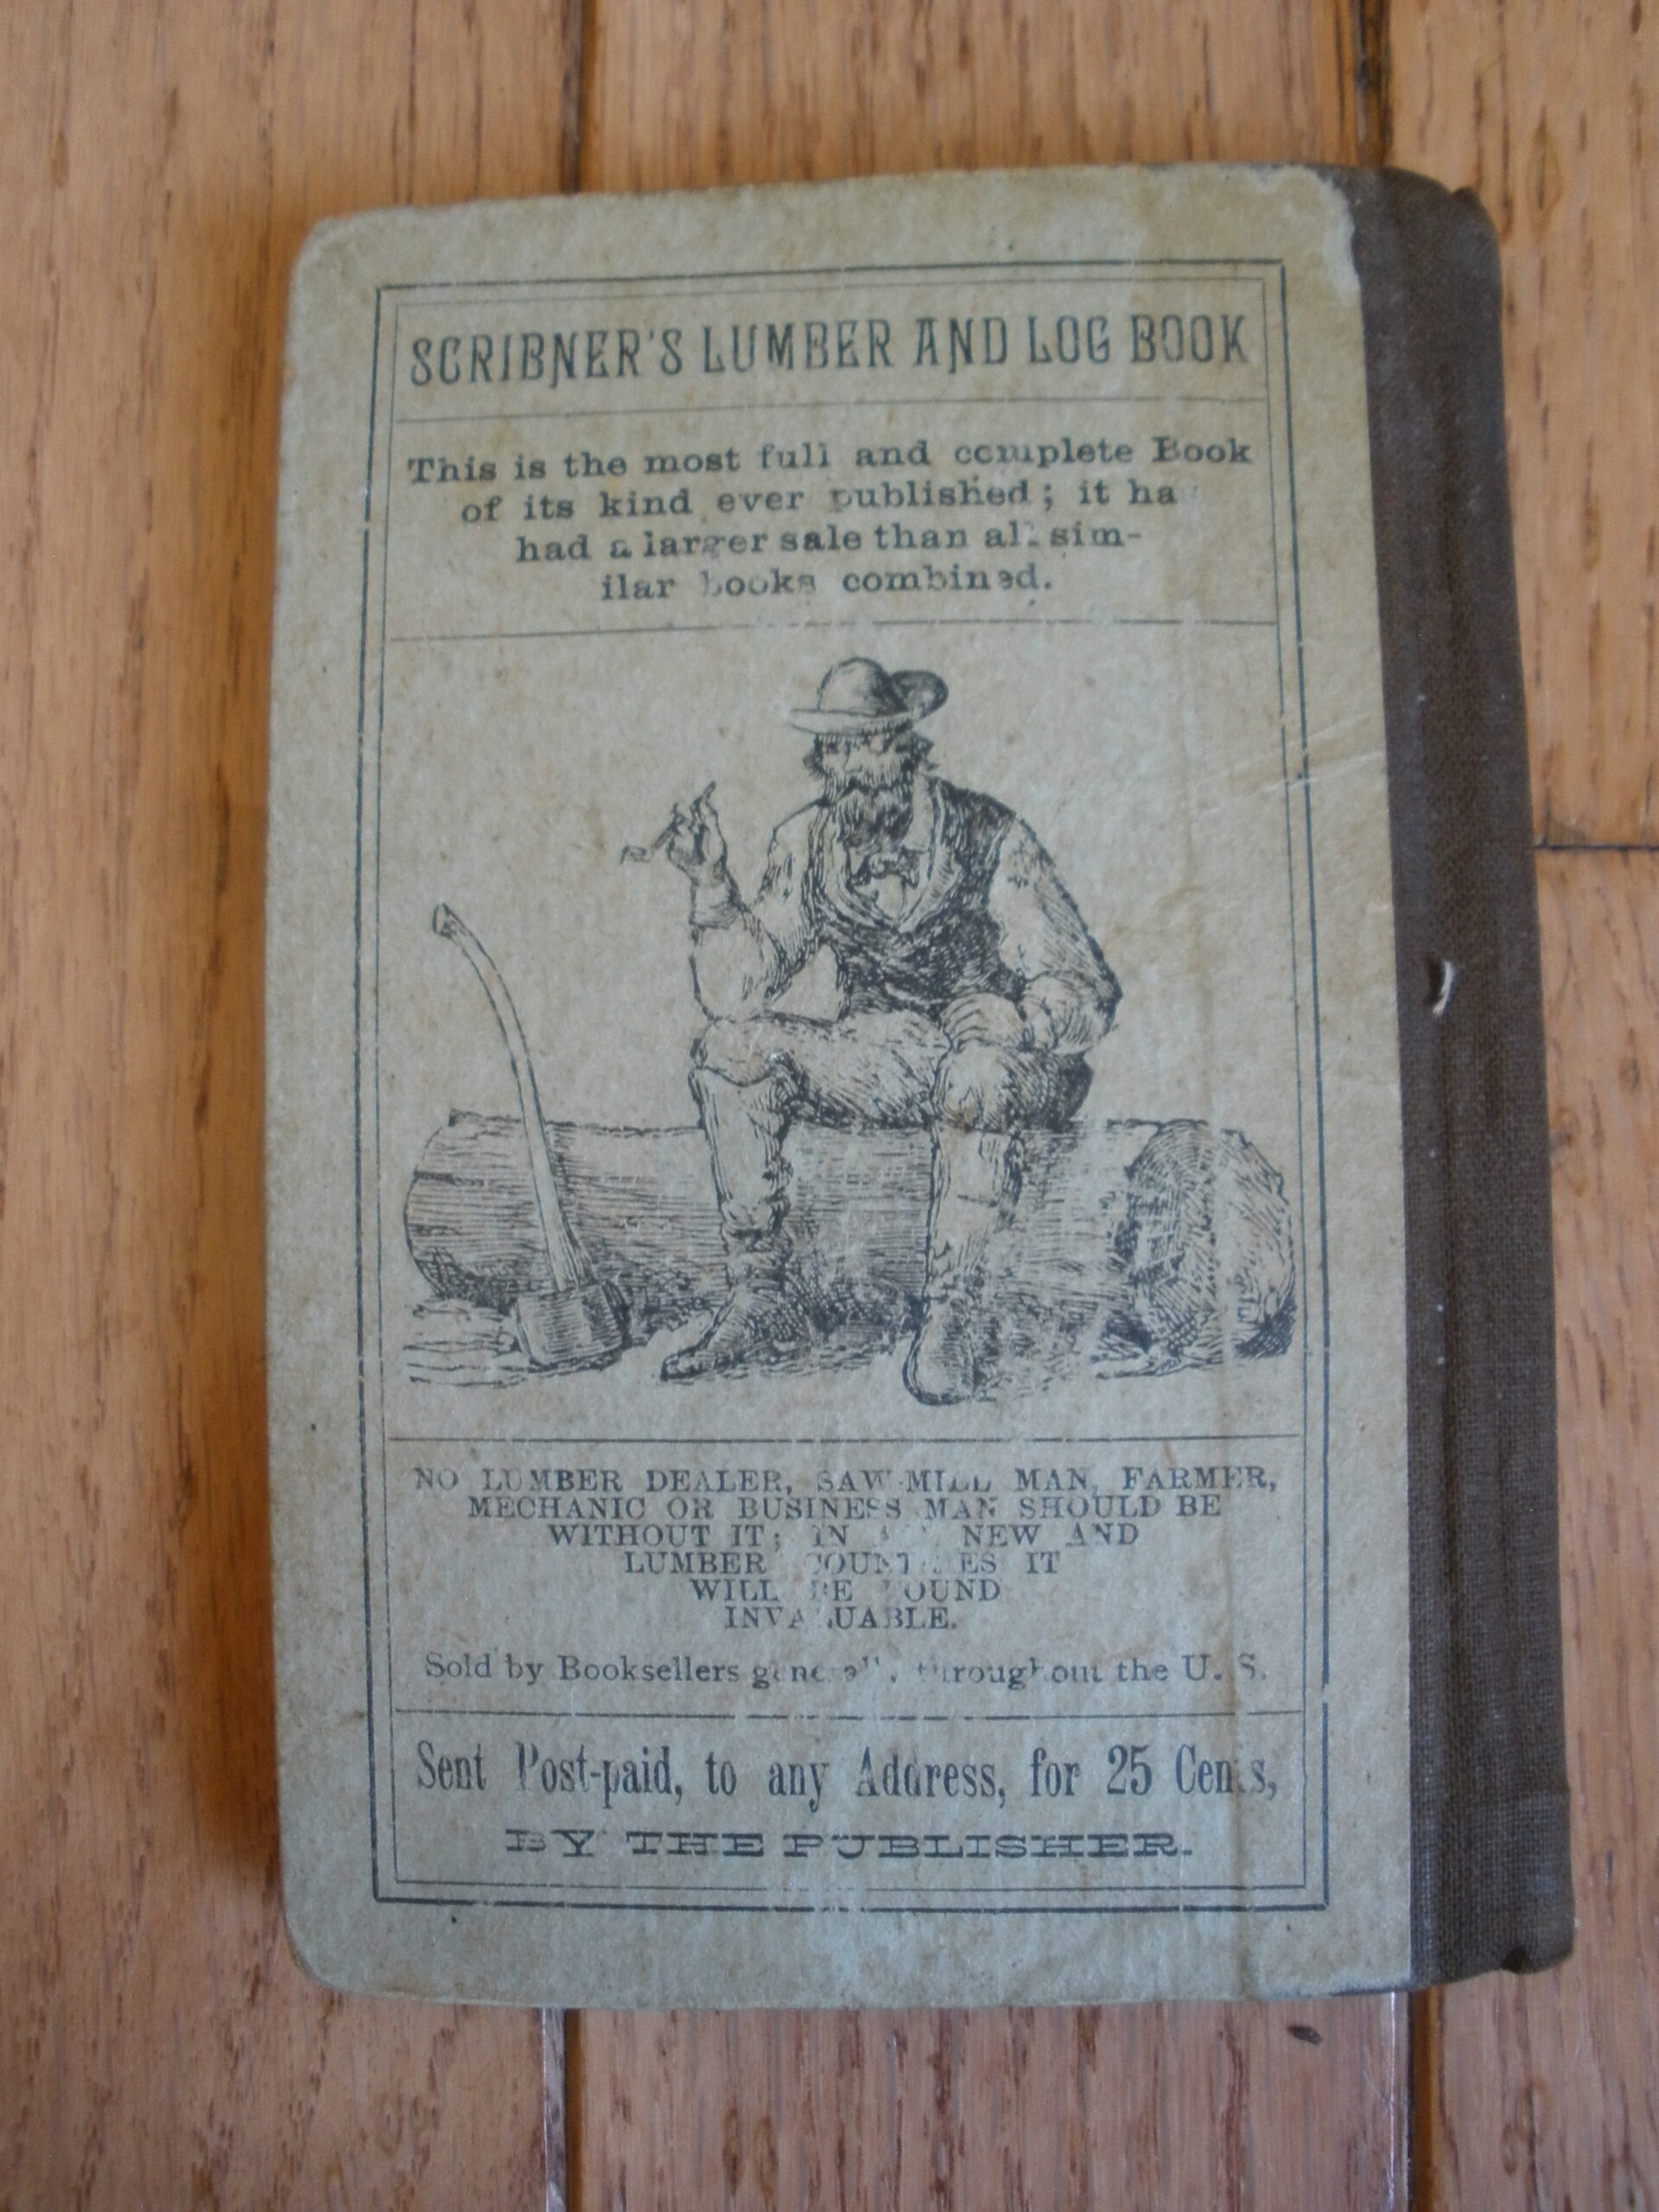 SCRIBNER'S LUMBER AND LOG BOOK
This is the most full and complete Book
of its kind ever published; it ha
had a larger sale than all sim-
ilar books combined.
NO LUMBER DEALER, SAW MILL MAN, FARMER,
MECHANIC OR BUSINESS MAN SHOULD BE
WITHOUT IT; IN NEW AND
LUMBER COUNTRIES IT
WILL BE FOUND
INVALUABLE.
Sold by Booksellers generally, throughout the U. S.
Sent Post-paid, to any Address, for 25 Cents,
BY THE PUBLISHER.